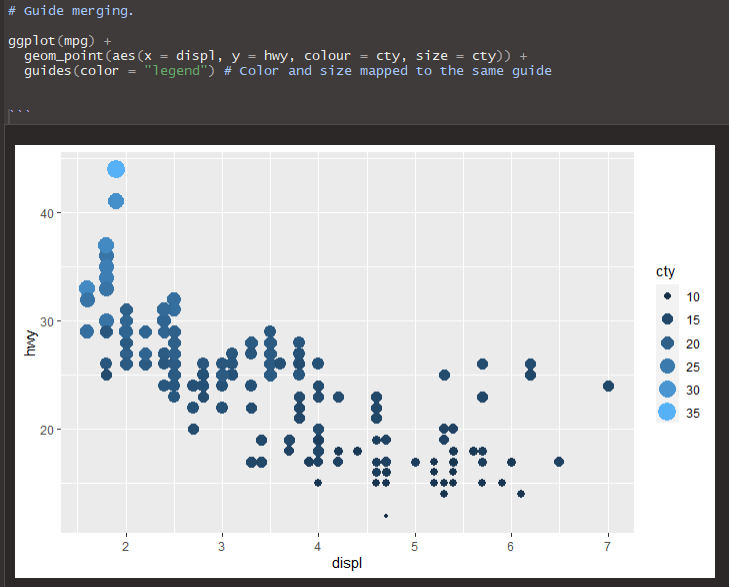 # Guide merging.
ggplot(mpg) +
  geom_point(aes(x = displ, y = hwy, colour = cty, size = cty)) +
  guides(color = "legend") # Color and size mapped to the same guide
```
40
30
20
hwy
2 3 4 5 6 7
displ
cty
10
15
20
25
30
35